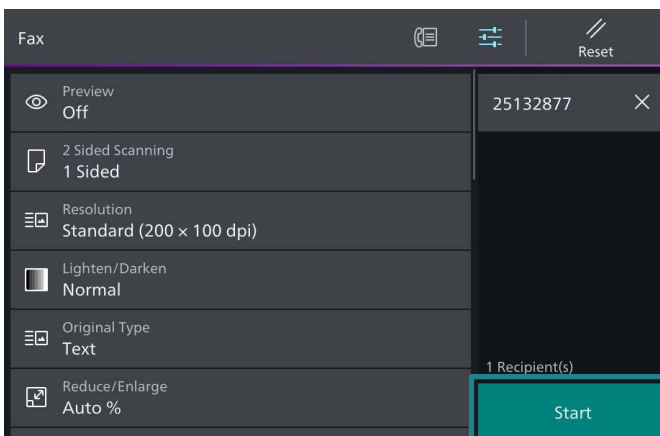 Fax
Reset
Preview
Off
2 Sided Scanning
1 Sided
Resolution
Standard (200 × 100 dpi)
Lighten/Darken
Normal
Original Type
Text
Reduce/Enlarge
Auto %
25132877
1 Recipient(s)
Start